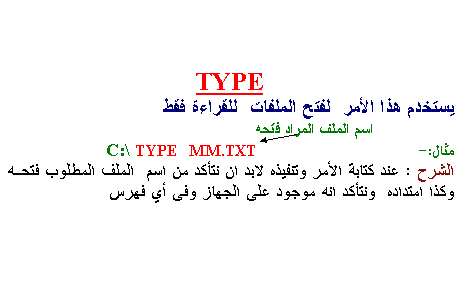 TYPE
يستخدم هذا الأمر لفتح الملفات للقراءة فقط
اسم الملف المراد فتحه
مثال:- C:\ TYPE MM.TXT
الشرح : عند كتابة الأمر وتنفيذه لابد ان نتأكد من اسم الملف المطلوب فتحـه
وكذا امتداده ونتأكد انه موجود على الجهاز وفى أي فهرس